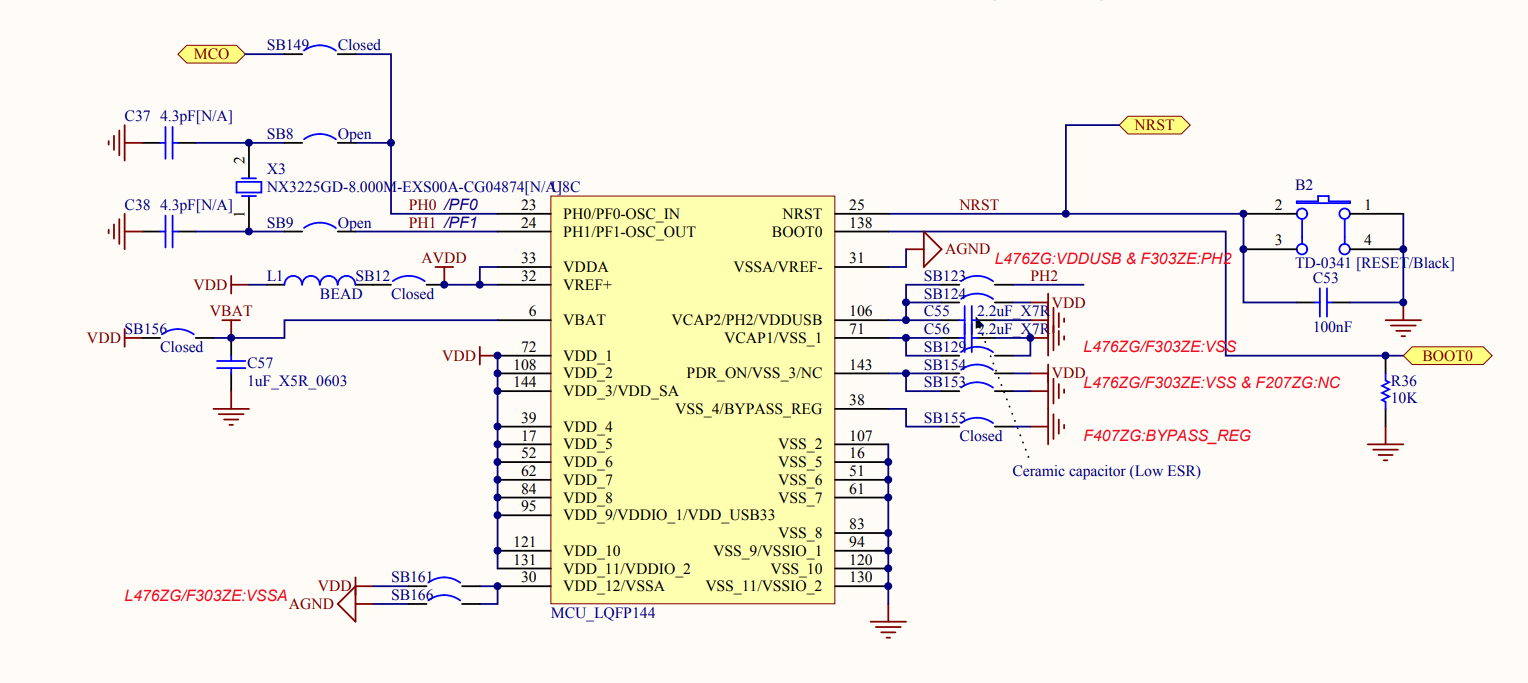 MCO
SB149
Closed
C37 4.3pF[N/A]
SB8
Open
2
X3
NX3225GD-8.000M-EXS00A-CG04874[N/A]
U8C
C38 4.3pF[N/A]
1
SB9
Open
PH0 /PF0
PH1 /PF1
23
24
PH0/PF0-OSC_IN
PH1/PF1-OSC_OUT
AVDD
VDD
L1
BEAD
SB12
Closed
33
32
VDDA
VREF+
VBAT
VDD
SB156
Closed
6
VBAT
C57
1uF_X5R_0603
VDD
72
108
144
39
17
52
62
84
95
121
131
30
VDD_1
VDD_2
VDD_3/VDD_SA
VDD_4
VDD_5
VDD_6
VDD_7
VDD_8
VDD_9/VDDIO_1/VDD_USB33
VDD_10
VDD_11/VDDIO_2
VDD_12/VSSA
L476ZG/F303ZE:VSSA
VDD
AGND
SB161
SB166
MCU_LQFP144
NRST
BOOT0
VSSA/VREF-
VCAP2/PH2/VDDUSB
VCAP1/VSS_1
PDR_ON/VSS_3/NC
VSS_4/BYPASS_REG
VSS_2
VSS_5
VSS_6
VSS_7
VSS_8
VSS_9/VSSIO_1
VSS_10
VSS_11/VSSIO_2
25
138
31
106
71
143
38
107
16
51
61
83
94
120
130
NRST
NRST
AGND
L476ZG:VDDUSB & F303ZE:PH2
SB123
PH2
SB124
VDD
C55
2.2uF_X7R
C56
2.2uF_X7R
SB129
L476ZG/F303ZE:VSS
SB154
VDD
SB153
L476ZG/F303ZE:VSS & F207ZG:NC
SB155
Closed
F407ZG:BYPASS_REG
Ceramic capacitor (Low ESR)
B2
2
1
3
4
TD-0341 [RESET/Black]
C53
100nF
BOOT0
R36
10K